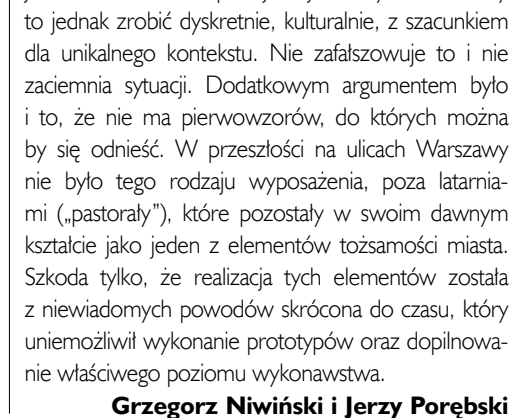 to jednak zrobić dyskretnie, kulturalnie, z szacunkiem
dla unikalnego kontekstu. Nie zafałszowuje to i nie
zaciemnia sytuacji. Dodatkowym argumentem było
i to, że nie ma pierwowzorów, do których można
by się odnieść. W przeszłości na ulicach Warszawy
nie było tego rodzaju wyposażenia, poza latarnia-
mi („pastorały”), które pozostały w swoim dawnym
kształcie jako jeden z elementów tożsamości miasta.
Szkoda tylko, że realizacja tych elementów została
z niewiadomych powodów skrócona do czasu, który
uniemożliwił wykonanie prototypów oraz dopilnowa-
nie właściwego poziomu wykonawstwa.
Grzegorz Niwiński i Jerzy Porębski